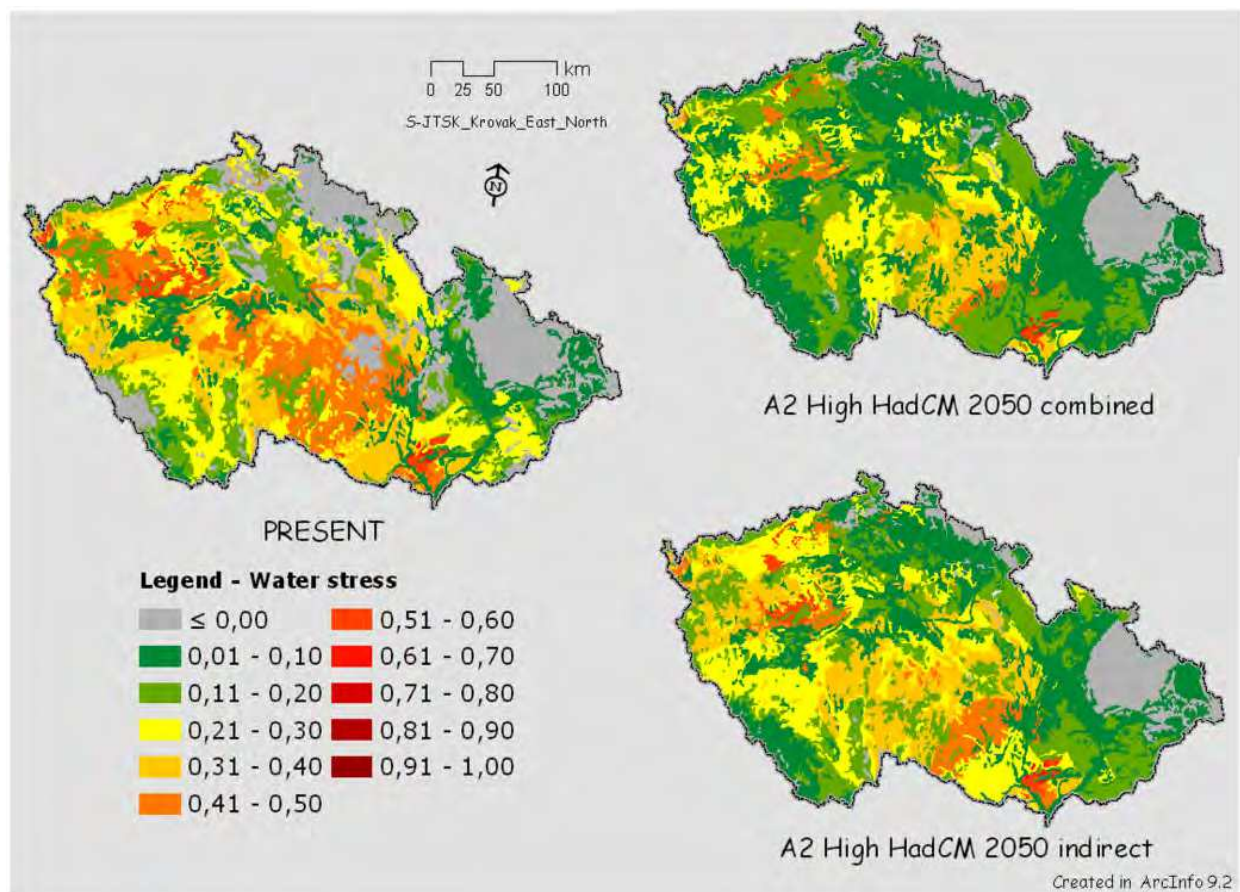 km
0 25 50 100
S-JTSK_Krovak_East_North
N
PRESENT
Legend - Water stress
≤ 0,00
0,01 - 0,10
0,11 - 0,20
0,21 - 0,30
0,31 - 0,40
0,41 - 0,50
0,51 - 0,60
0,61 - 0,70
0,71 - 0,80
0,81 - 0,90
0,91 - 1,00
A2 High HadCM 2050 combined
A2 High HadCM 2050 indirect
Created in ArcInfo 9.2